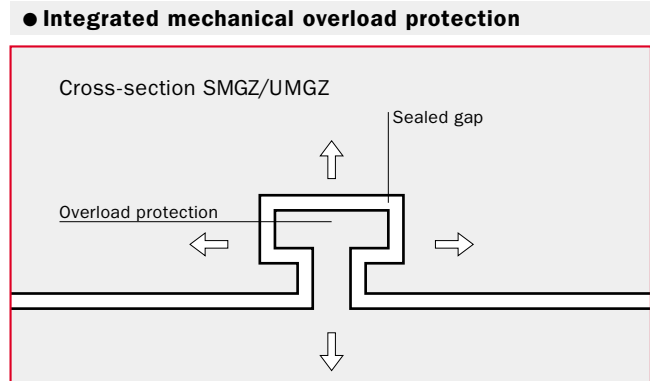 ● Integrated mechanical overload protection
Cross-section SMGZ/UMGZ
Sealed gap
Overload protection